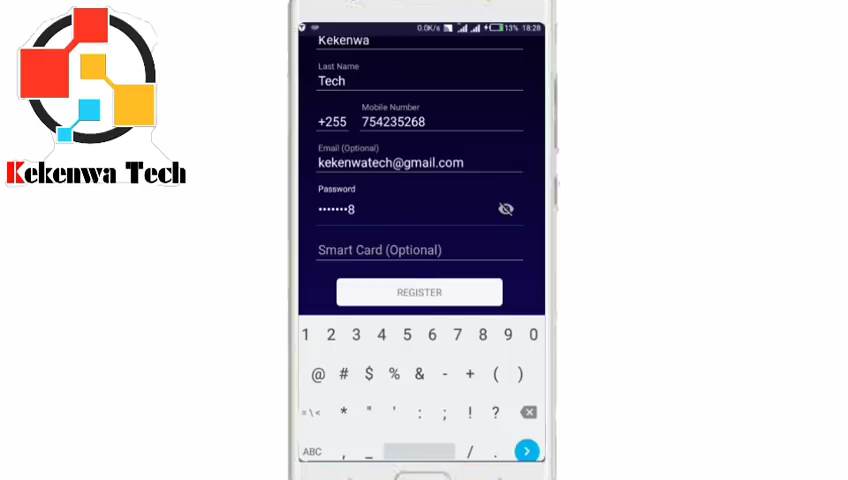 Kekenwa Tech
0.0K/s 13% 18:28
Kekenwa
Last Name
Tech
Mobile Number
+255 754235268
Email (Optional)
kekenwatech@gmail.com
Password
•••••••8
Smart Card (Optional)
REGISTER
1 2 3 4 5 6 7 8 9 0
@ # $ % & - + ( )
=\< * " ' : ; ! ?
ABC , _ / .